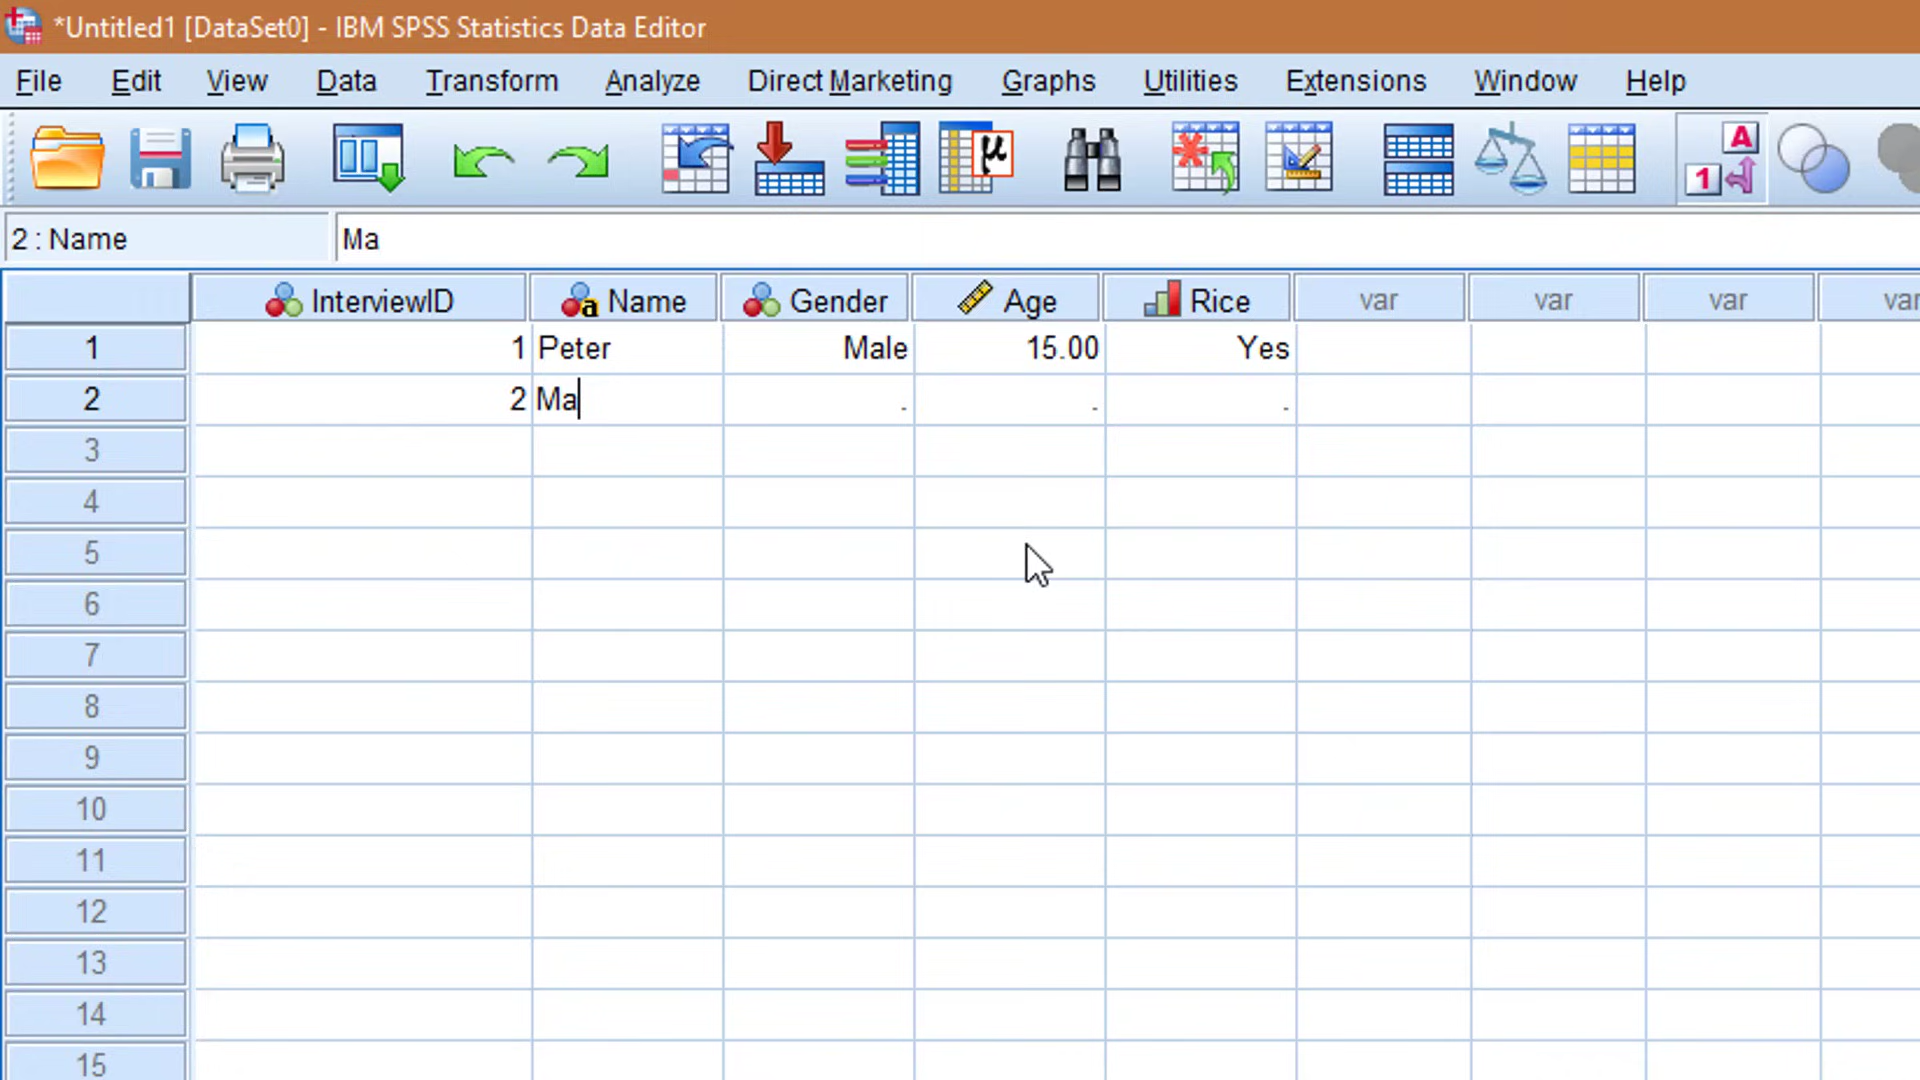 *Untitled1 [DataSet0] - IBM SPSS Statistics Data Editor
File Edit View Data Transform Analyze Direct Marketing Graphs Utilities Extensions Window Help
A
μ
1
2 : Name Ma
InterviewID a Name Gender Age Rice var var var var
1 1 Peter Male 15.00 Yes
2 2 Ma . . .
3
4
5
6
7
8
9
10
11
12
13
14
15